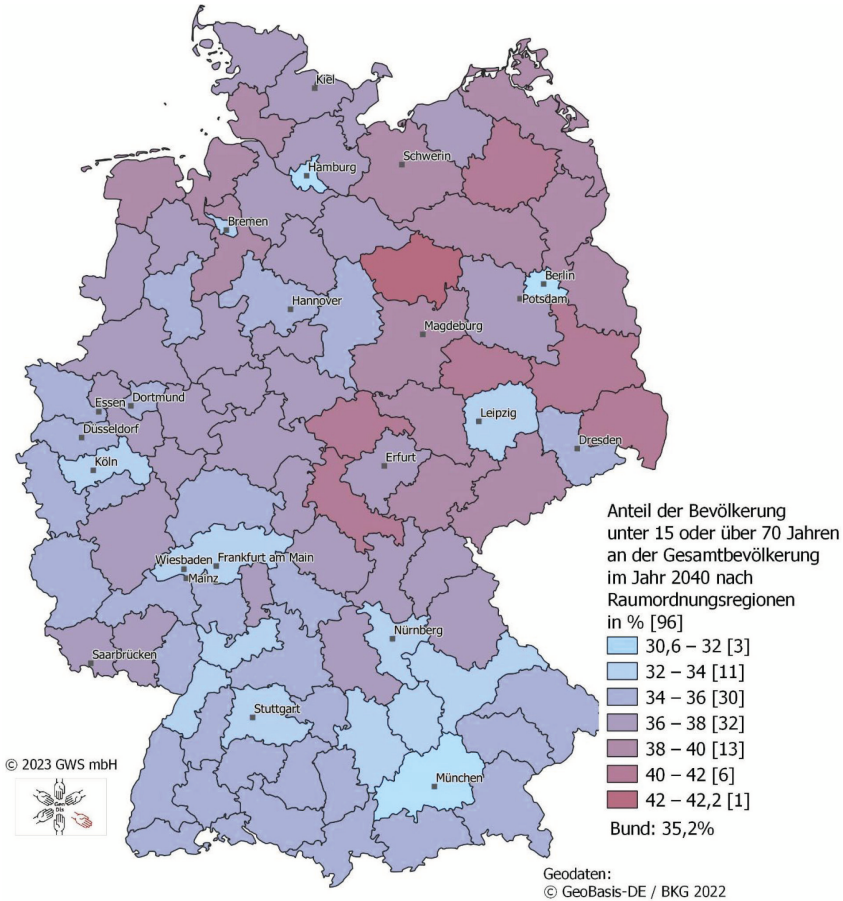 Kiel
Schwerin
Hamburg
Bremen
Berlin
Potsdam
Hannover
Magdeburg
Essen
Dortmund
Düsseldorf
Leipzig
Köln
Erfurt
Dresden
Wiesbaden
Frankfurt am Main
Mainz
Nürnberg
Saarbrücken
Stuttgart
München
Anteil der Bevölkerung
unter 15 oder über 70 Jahren
an der Gesamtbevölkerung
im Jahr 2040 nach
Raumordnungsregionen
in % [96]
30,6 – 32 [3]
32 – 34 [11]
34 – 36 [30]
36 – 38 [32]
38 – 40 [13]
40 – 42 [6]
42 – 42,2 [1]
Bund: 35,2%
© 2023 GWS mbH
Geodaten:
© GeoBasis-DE / BKG 2022